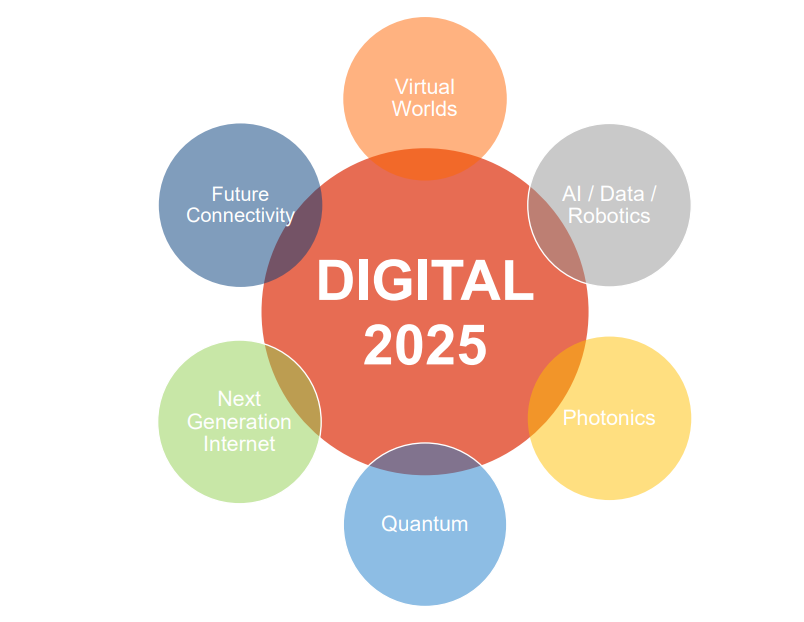 Virtual
Worlds
AI / Data /
Robotics
Future
Connectivity
DIGITAL
2025
Photonics
Next
Generation
Internet
Quantum